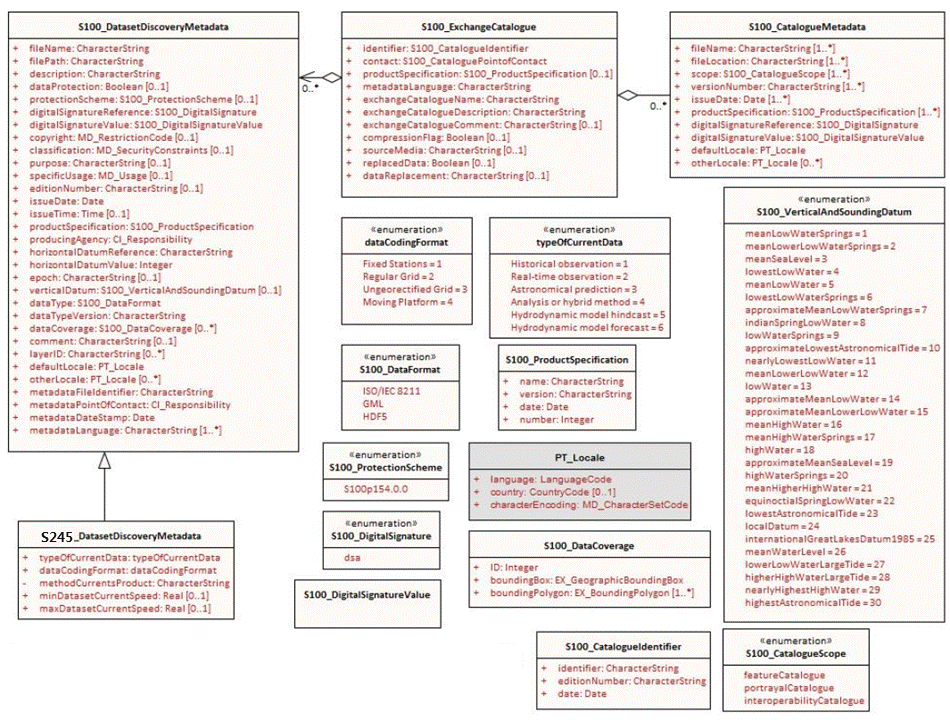 S100_DatasetDiscoveryMetadata
+ fileName: CharacterString
+ filePath: CharacterString
+ description: CharacterString
+ dataProtection: Boolean [0..1]
+ protectionScheme: S100_ProtectionScheme [0..1]
+ digitalSignatureReference: S100_DigitalSignature
+ digitalSignatureValue: S100_DigitalSignatureValue
+ copyright: MD_RestrictionCode [0..1]
+ classification: MD_SecurityConstraints [0..1]
+ purpose: CharacterString [0..1]
+ specificUsage: MD_Usage [0..1]
+ editionNumber: CharacterString [0..1]
+ issueDate: Date
+ issueTime: Time [0..1]
+ productSpecification: S100_ProductSpecification
+ producingAgency: CI_Responsibility
+ horizontalDatumReference: CharacterString
+ horizontalDatumValue: Integer
+ epoch: CharacterString [0..1]
+ verticalDatum: S100_VerticalAndSoundingDatum [0..1]
+ dataType: S100_DataFormat
+ dataTypeVersion: CharacterString
+ dataCoverage: S100_DataCoverage [0..*]
+ comment: CharacterString [0..1]
+ layerID: CharacterString [0..*]
+ defaultLocale: PT_Locale
+ otherLocale: PT_Locale [0..*]
+ metadataFileIdentifier: CharacterString
+ metadataPointOfContact: CI_Responsibility
+ metadataDateStamp: Date
+ metadataLanguage: CharacterString [1..*]
0..*
S100_ExchangeCatalogue
+ identifier: S100_CatalogueIdentifier
+ contact: S100_CataloguePointofContact
+ productSpecification: S100_ProductSpecification [0..1]
+ metadataLanguage: CharacterString
+ exchangeCatalogueName: CharacterString
+ exchangeCatalogueDescription: CharacterString
+ exchangeCatalogueComment: CharacterString [0..1]
+ compressionFlag: Boolean [0..1]
+ sourceMedia: CharacterString [0..1]
+ replacedData: Boolean [0..1]
+ dataReplacement: CharacterString [0..1]
0..*
S100_CatalogueMetadata
+ fileName: CharacterString [1..*]
+ fileLocation: CharacterString [1..*]
+ scope: S100_CatalogueScope [1..*]
+ versionNumber: CharacterString [1..*]
+ issueDate: Date [1..*]
+ productSpecification: S100_ProductSpecification [1..*]
+ digitalSignatureReference: S100_DigitalSignature
+ digitalSignatureValue: S100_DigitalSignatureValue
+ defaultLocale: PT_Locale
+ otherLocale: PT_Locale [0..*]
«enumeration»
dataCodingFormat
Fixed Stations = 1
Regular Grid = 2
Ungeorectified Grid = 3
Moving Platform = 4
«enumeration»
typeOfCurrentData
Historical observation = 1
Real-time observation = 2
Astronomical prediction = 3
Analysis or hybrid method = 4
Hydrodynamic model hindcast = 5
Hydrodynamic model forecast = 6
«enumeration»
S100_VerticalAndSoundingDatum
meanLowWaterSprings = 1
meanLowerLowWaterSprings = 2
meanSeaLevel = 3
lowestLowWater = 4
meanLowWater = 5
lowestLowWaterSprings = 6
approximateMeanLowWaterSprings = 7
indianSpringLowWater = 8
lowWaterSprings = 9
approximateLowestAstronomicalTide = 10
nearlyLowestLowWater = 11
meanLowerLowWater = 12
lowWater = 13
approximateMeanLowWater = 14
approximateMeanLowerLowWater = 15
meanHighWater = 16
meanHighWaterSprings = 17
highWater = 18
approximateMeanSeaLevel = 19
highWaterSprings = 20
meanHigherHighWater = 21
equinoctialSpringLowWater = 22
lowestAstronomicalTide = 23
localDatum = 24
internationalGreatLakesDatum1985 = 25
meanWaterLevel = 26
lowerLowWaterLargeTide = 27
higherHighWaterLargeTide = 28
nearlyHighestHighWater = 29
highestAstronomicalTide = 30
«enumeration»
S100_DataFormat
ISO/IEC 8211
GML
HDF5
S100_ProductSpecification
+ name: CharacterString
+ version: CharacterString
+ date: Date
+ number: Integer
«enumeration»
S100_ProtectionScheme
S100p154.0.0
PT_Locale
+ language: LanguageCode
+ country: CountryCode [0..1]
+ characterEncoding: MD_CharacterSetCode
S245_DatasetDiscoveryMetadata
+ typeOfCurrentData: typeOfCurrentData
+ dataCodingFormat: dataCodingFormat
- methodCurrentsProduct: CharacterString
+ minDatasetCurrentSpeed: Real [0..1]
+ maxDatasetCurrentSpeed: Real [0..1]
«enumeration»
S100_DigitalSignature
dsa
S100_DataCoverage
+ ID: Integer
+ boundingBox: EX_GeographicBoundingBox
+ boundingPolygon: EX_BoundingPolygon [1..*]
S100_DigitalSignatureValue
S100_CatalogueIdentifier
+ identifier: CharacterString
+ editionNumber: CharacterString
+ date: Date
«enumeration»
S100_CatalogueScope
featureCatalogue
portrayalCatalogue
interoperabilityCatalogue